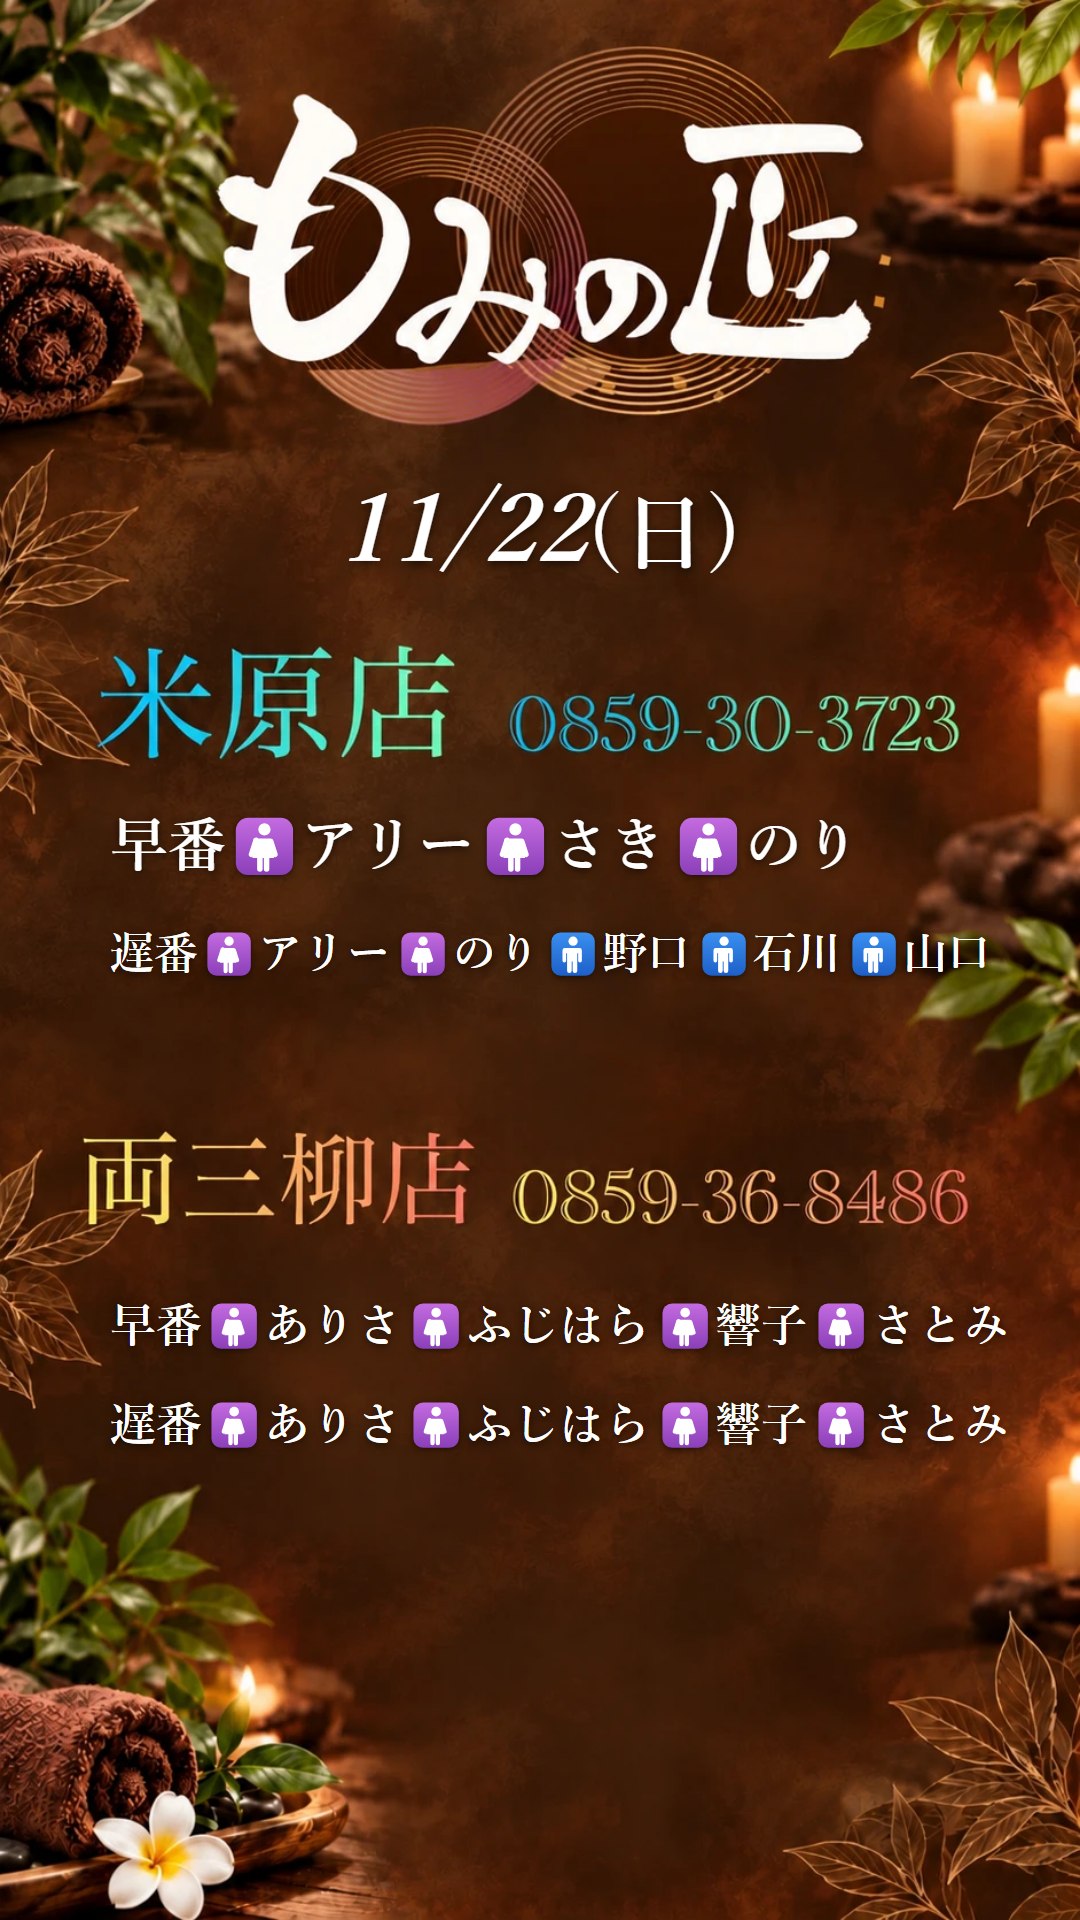 もみの匠
11/22(日)
米原店 0859-30-3723
早番🚺アリー🚺さき🚺のり
遅番🚺アリー🚺のり🚹野口🚹石川🚹山口
両三柳店 0859-36-8486
早番🚺ありさ🚺ふじはら🚺響子🚺さとみ
遅番🚺ありさ🚺ふじはら🚺響子🚺さとみ